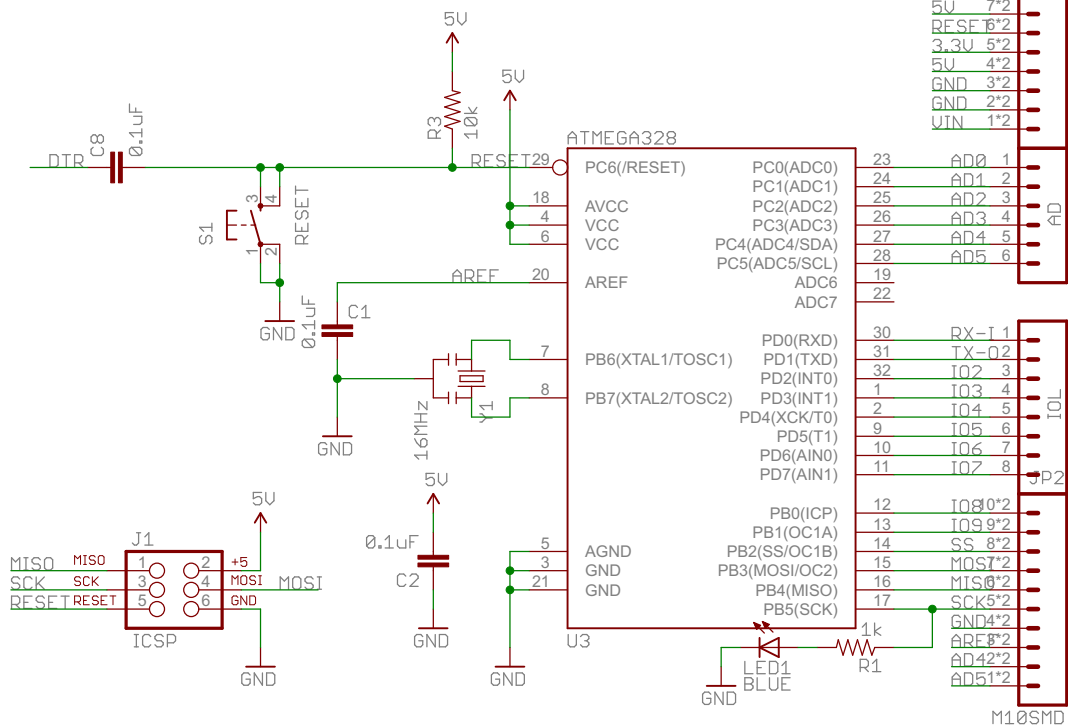 5V 7*2
RESET 6*2
3.3V 5*2
5V 4*2
GND 3*2
GND 2*2
VIN 1*2
5V
5V
DTR
C8
0.1uF
R3
10k
ATMEGA328
RESET 29 PC6(/RESET)
18 AVCC
4 VCC
6 VCC
AREF 20 AREF
7 PB6(XTAL1/TOSC1)
8 PB7(XTAL2/TOSC2)
5 AGND
3 GND
21 GND
U3
PC0(ADC0) 23 AD0 1
PC1(ADC1) 24 AD1 2
PC2(ADC2) 25 AD2 3
PC3(ADC3) 26 AD3 4
PC4(ADC4/SDA) 27 AD4 5
PC5(ADC5/SCL) 28 AD5 6
ADC6 19
ADC7 22
AD
PD0(RXD) 30 RX-I 1
PD1(TXD) 31 TX-O 2
PD2(INT0) 32 IO2 3
PD3(INT1) 1 IO3 4
PD4(XCK/T0) 2 IO4 5
PD5(T1) 9 IO5 6
PD6(AIN0) 10 IO6 7
PD7(AIN1) 11 IO7 8
IOL
JP2
PB0(ICP) 12 IO8 10*2
PB1(OC1A) 13 IO9 9*2
PB2(SS/OC1B) 14 SS 8*2
PB3(MOSI/OC2) 15 MOSI 7*2
PB4(MISO) 16 MISO 6*2
PB5(SCK) 17 SCK 5*2
GND 4*2
AREF 3*2
AD4 2*2
AD5 1*2
M10SMD
S1
3 4
1 2
RESET
GND
0.1uF
C1
GND
16MHz
Y1
5V
0.1uF
C2
GND
GND
5V
J1
MISO MISO 1 2 +5
SCK SCK 3 4 MOSI MOSI
RESET RESET 5 6 GND
ICSP
GND
1k
R1
LED1
BLUE
GND